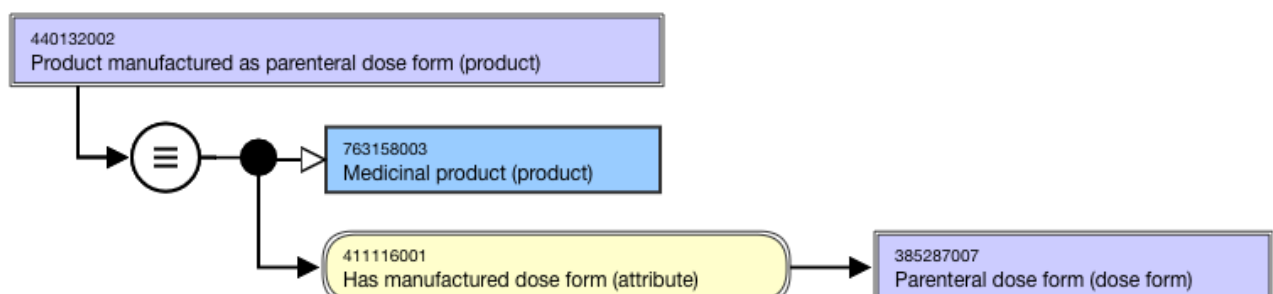 440132002
Product manufactured as parenteral dose form (product)
763158003
Medicinal product (product)
411116001
Has manufactured dose form (attribute)
385287007
Parenteral dose form (dose form)